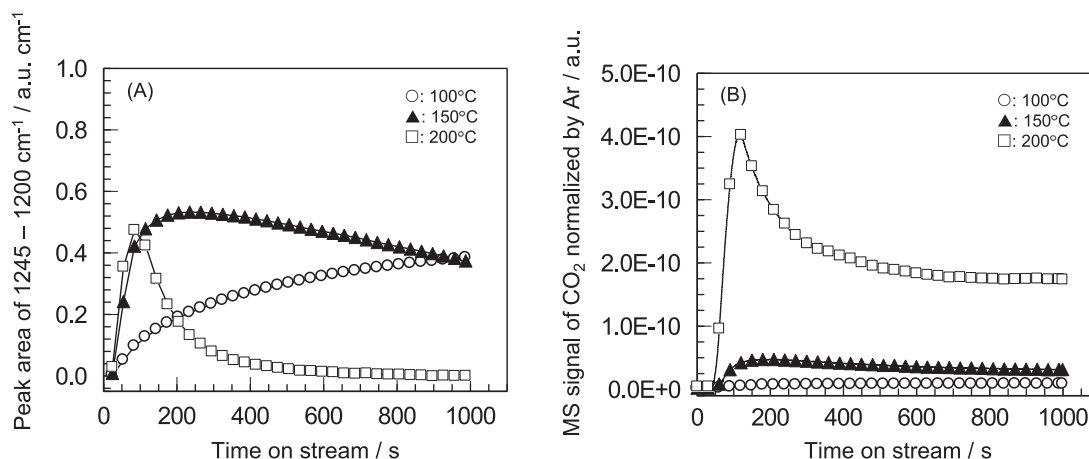 Peak area of 1245 – 1200 cm⁻¹ / a.u. cm⁻¹
1.0
0.8
0.6
0.4
0.2
0.0
(A)
○: 100°C
▲: 150°C
□: 200°C
0 200 400 600 800 1000
Time on stream / s
MS signal of CO₂ normalized by Ar / a.u.
5.0E-10
4.0E-10
3.0E-10
2.0E-10
1.0E-10
0.0E+0
(B)
○: 100°C
▲: 150°C
□: 200°C
0 200 400 600 800 1000
Time on stream / s